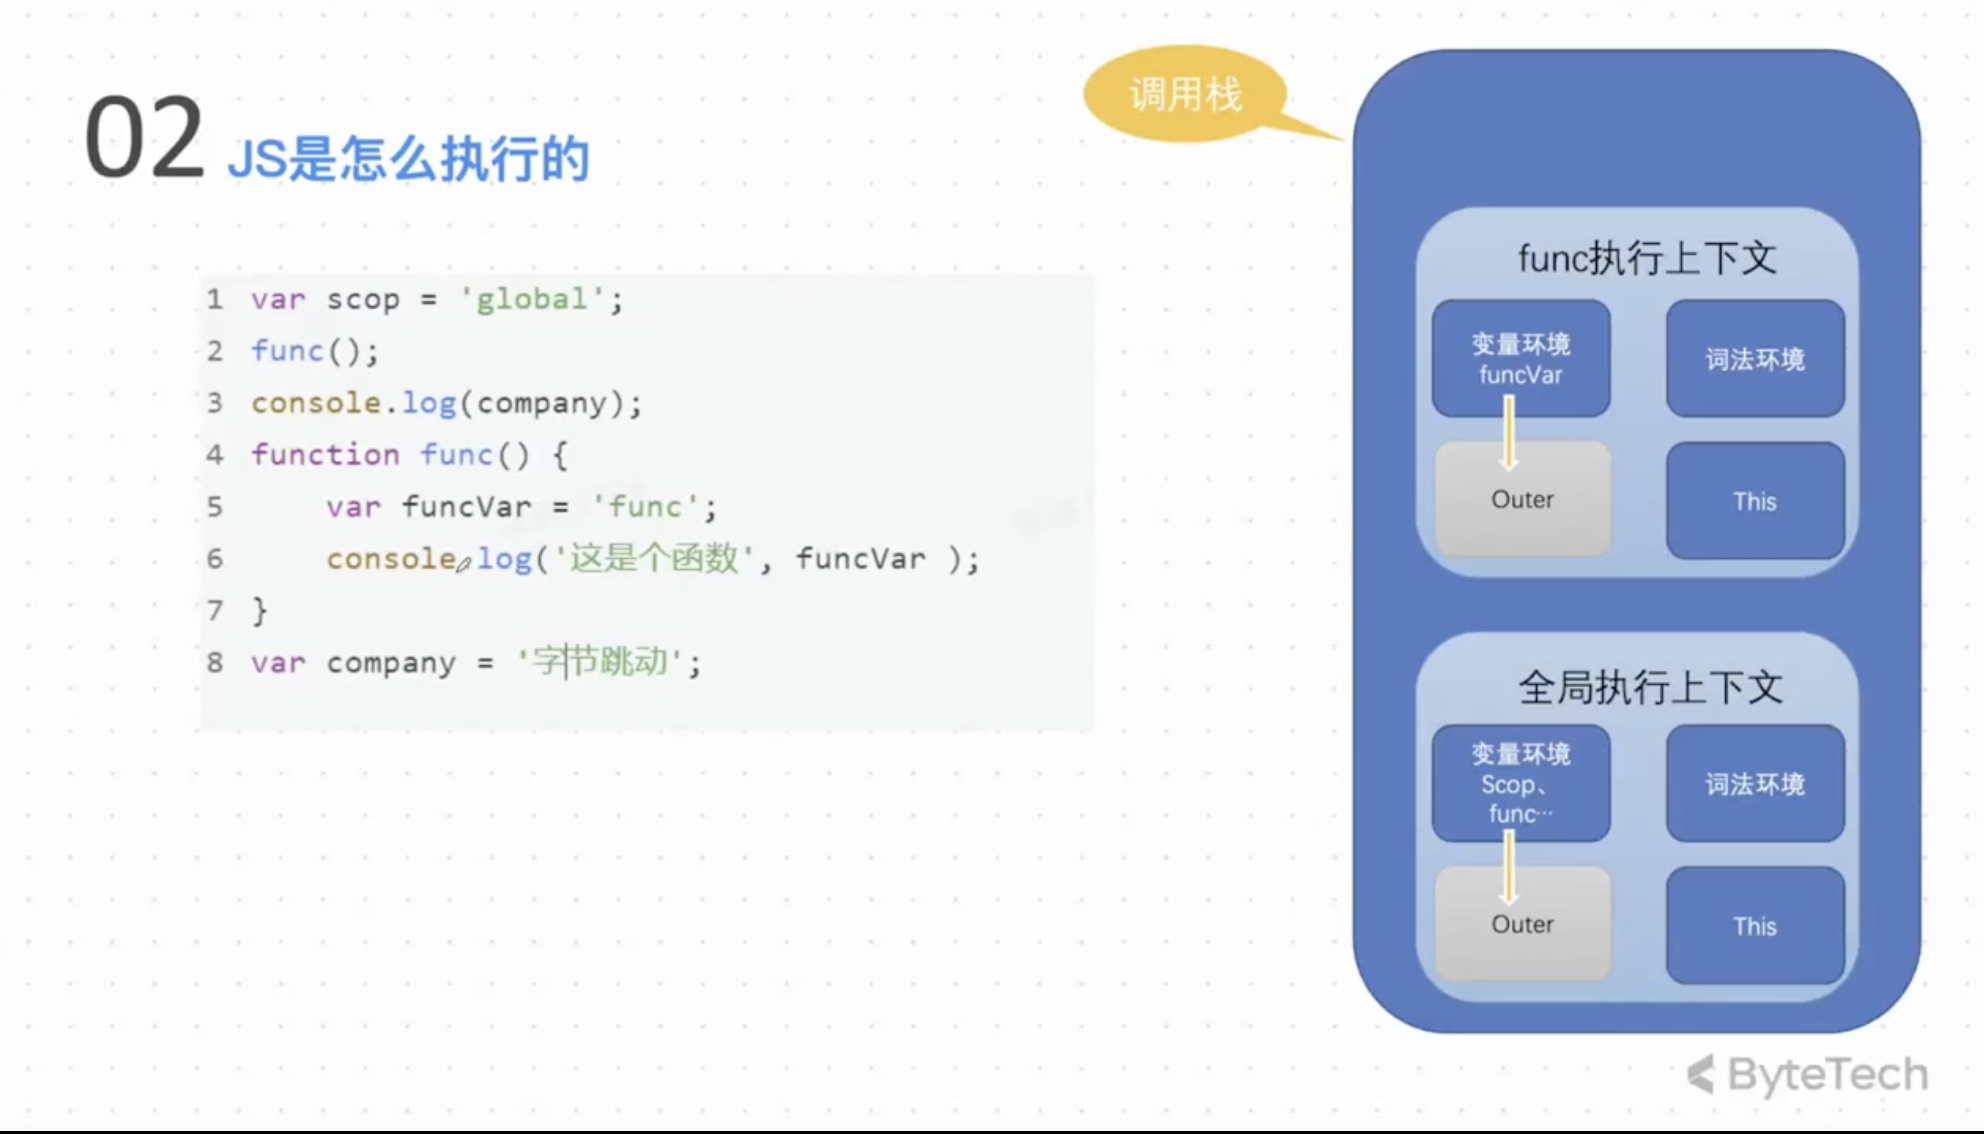 02 JS是怎么执行的
1 var scop = 'global';
2 func();
3 console.log(company);
4 function func() {
5     var funcVar = 'func';
6     console.log('这是个函数', funcVar );
7 }
8 var company = '字节跳动';
调用栈
func执行上下文
变量环境
funcVar
词法环境
Outer
This
全局执行上下文
变量环境
Scop、
func…
词法环境
Outer
This
ByteTech